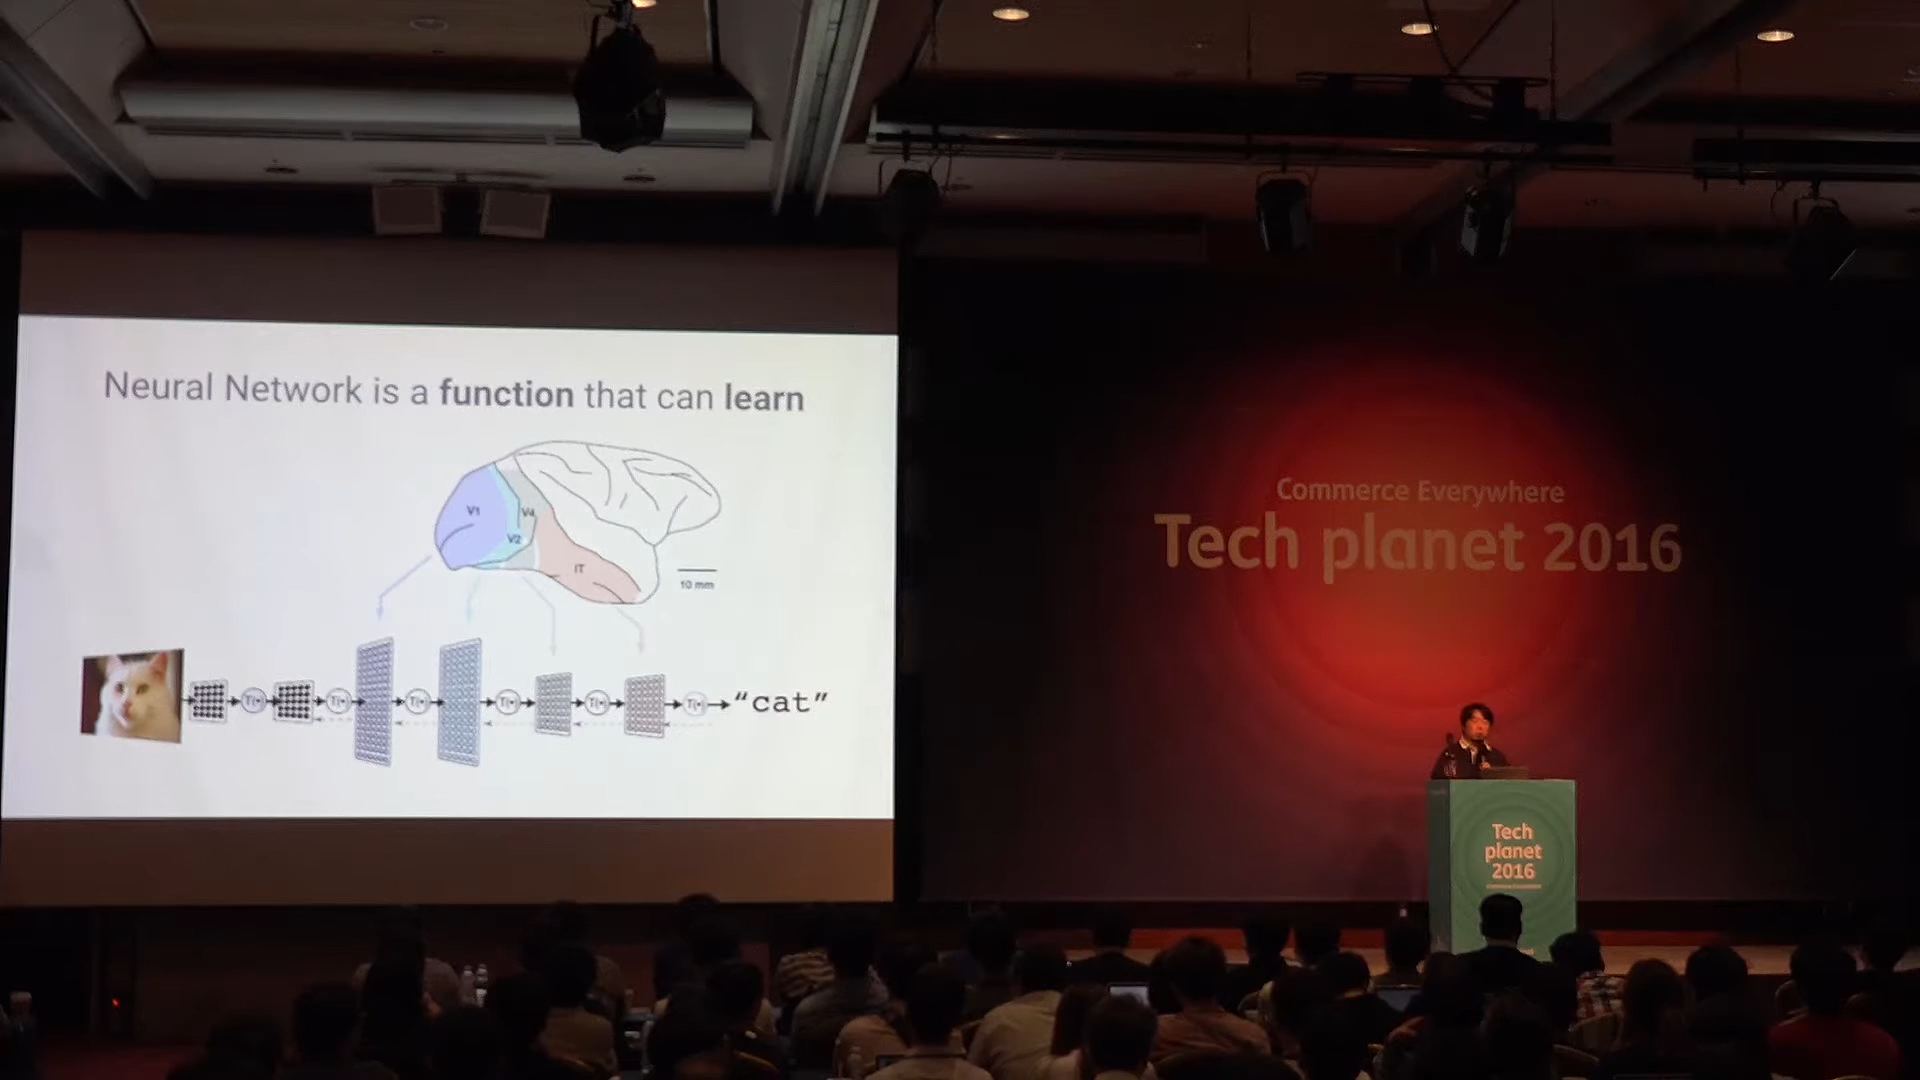 Neural Network is a function that can learn
V1
V4
V2
IT
10 mm
T(•) T(•) T(•) T(•) T(•) T(•) "cat"
Commerce Everywhere
Tech planet 2016
Tech
planet
2016